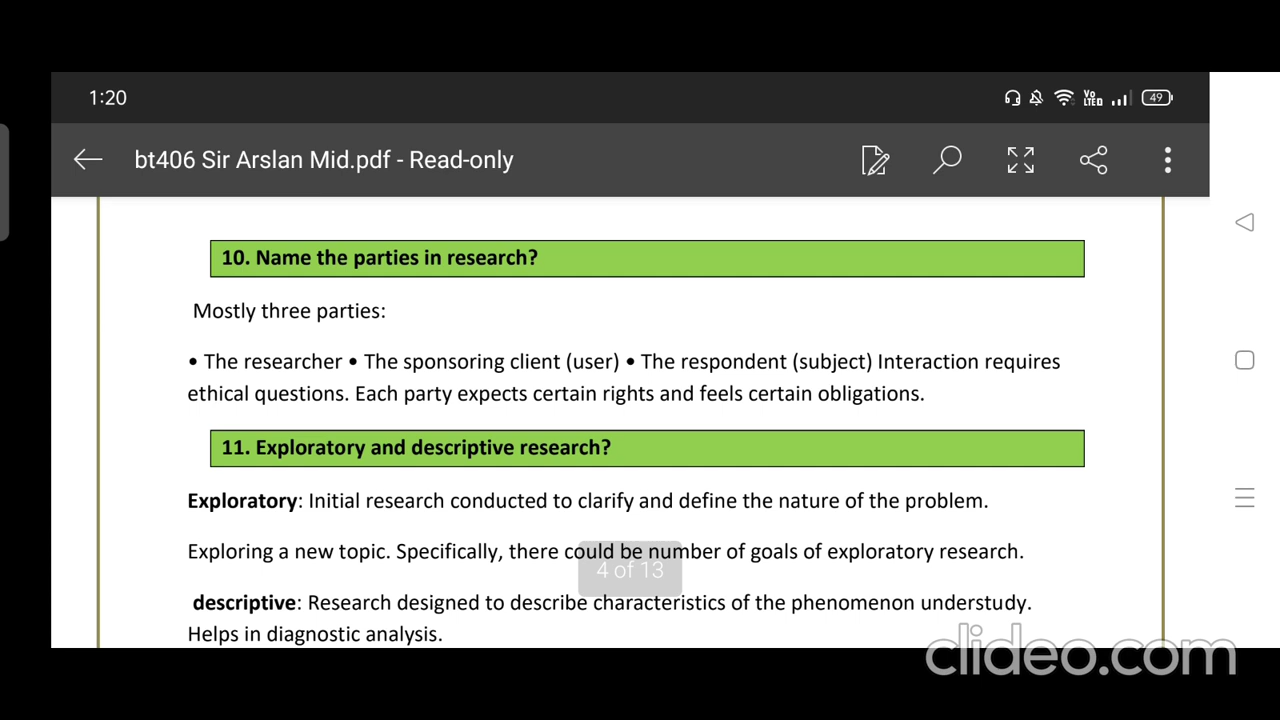 1:20
Vo
LTED
49
bt406 Sir Arslan Mid.pdf - Read-only
10. Name the parties in research?
Mostly three parties:
• The researcher • The sponsoring client (user) • The respondent (subject) Interaction requires
ethical questions. Each party expects certain rights and feels certain obligations.
11. Exploratory and descriptive research?
Exploratory: Initial research conducted to clarify and define the nature of the problem.
Exploring a new topic. Specifically, there could be number of goals of exploratory research.
4 of 13
descriptive: Research designed to describe characteristics of the phenomenon understudy.
Helps in diagnostic analysis.
clideo.com